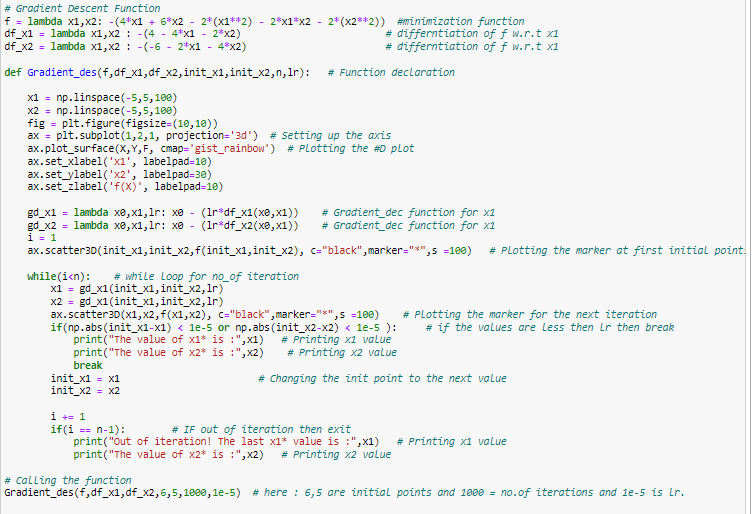 # Gradient Descent Function
f = lambda x1,x2: -(4*x1 + 6*x2 - 2*(x1**2) - 2*x1*x2 - 2*(x2**2)) #minimization function
df_x1 = lambda x1,x2 : -(4 - 4*x1 - 2*x2) # differntiation of f w.r.t x1
df_x2 = lambda x1,x2 : -(-6 - 2*x1 - 4*x2) # differntiation of f w.r.t x1
def Gradient_des(f,df_x1,df_x2,init_x1,init_x2,n,lr): # Function declaration
x1 = np.linspace(-5,5,100)
x2 = np.linspace(-5,5,100)
fig = plt.figure(figsize=(10,10))
ax = plt.subplot(1,2,1, projection='3d') # Setting up the axis
ax.plot_surface(X,Y,F, cmap='gist_rainbow') # Plotting the #D plot
ax.set_xlabel('x1', labelpad=10)
ax.set_ylabel('x2', labelpad=30)
ax.set_zlabel('f(X)', labelpad=10)
gd_x1 = lambda x0,x1,lr: x0 - (lr*df_x1(x0,x1)) # Gradient_dec function for x1
gd_x2 = lambda x0,x1,lr: x0 - (lr*df_x2(x0,x1)) # Gradient_dec function for x1
i = 1
ax.scatter3D(init_x1,init_x2,f(init_x1,init_x2), c="black",marker="*",s =100) # Plotting the marker at first initial point.
while(i<n): # while loop for no_of iteration
x1 = gd_x1(init_x1,init_x2,lr)
x2 = gd_x1(init_x1,init_x2,lr)
ax.scatter3D(x1,x2,f(x1,x2), c="black",marker="*",s =100) # Plotting the marker for the next iteration
if(np.abs(init_x1-x1) < 1e-5 or np.abs(init_x2-x2) < 1e-5 ): # if the values are less then lr then break
print("The value of x1* is :",x1) # Printing x1 value
print("The value of x2* is :",x2) # Printing x2 value
break
init_x1 = x1 # Changing the init point to the next value
init_x2 = x2
i += 1
if(i == n-1): # IF out of iteration then exit
print("Out of iteration! The last x1* value is :",x1) # Printing x1 value
print("The value of x2* is :",x2) # Printing x2 value
# Calling the function
Gradient_des(f,df_x1,df_x2,6,5,1000,1e-5) # here : 6,5 are initial points and 1000 = no.of iterations and 1e-5 is lr.